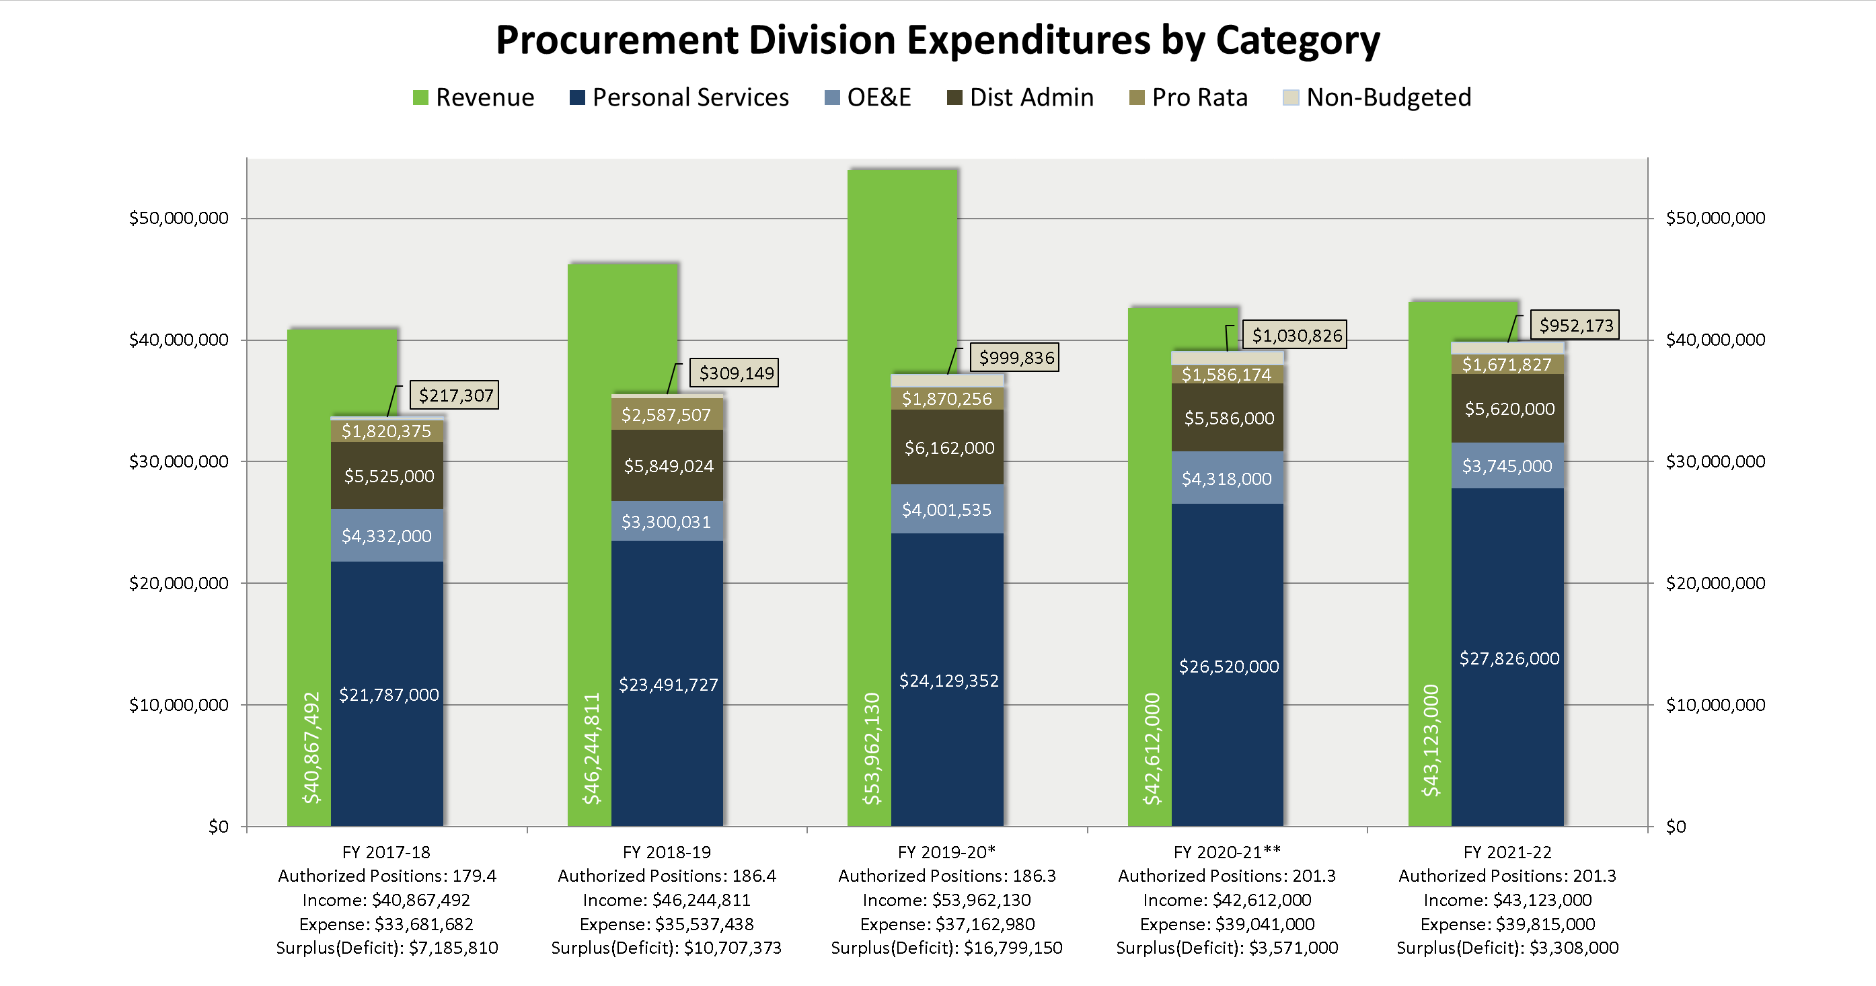 Procurement Division Expenditures by Category
Revenue Personal Services OE&E Dist Admin Pro Rata Non-Budgeted
$50,000,000 $50,000,000
$40,000,000 $40,000,000
$30,000,000 $30,000,000
$20,000,000 $20,000,000
$10,000,000 $10,000,000
$0 $0
$40,867,492
$217,307
$1,820,375
$5,525,000
$4,332,000
$21,787,000
$46,244,811
$309,149
$2,587,507
$5,849,024
$3,300,031
$23,491,727
$53,962,130
$999,836
$1,870,256
$6,162,000
$4,001,535
$24,129,352
$42,612,000
$1,030,826
$1,586,174
$5,586,000
$4,318,000
$26,520,000
$43,123,000
$952,173
$1,671,827
$5,620,000
$3,745,000
$27,826,000
FY 2017-18
Authorized Positions: 179.4
Income: $40,867,492
Expense: $33,681,682
Surplus(Deficit): $7,185,810
FY 2018-19
Authorized Positions: 186.4
Income: $46,244,811
Expense: $35,537,438
Surplus(Deficit): $10,707,373
FY 2019-20*
Authorized Positions: 186.3
Income: $53,962,130
Expense: $37,162,980
Surplus(Deficit): $16,799,150
FY 2020-21**
Authorized Positions: 201.3
Income: $42,612,000
Expense: $39,041,000
Surplus(Deficit): $3,571,000
FY 2021-22
Authorized Positions: 201.3
Income: $43,123,000
Expense: $39,815,000
Surplus(Deficit): $3,308,000